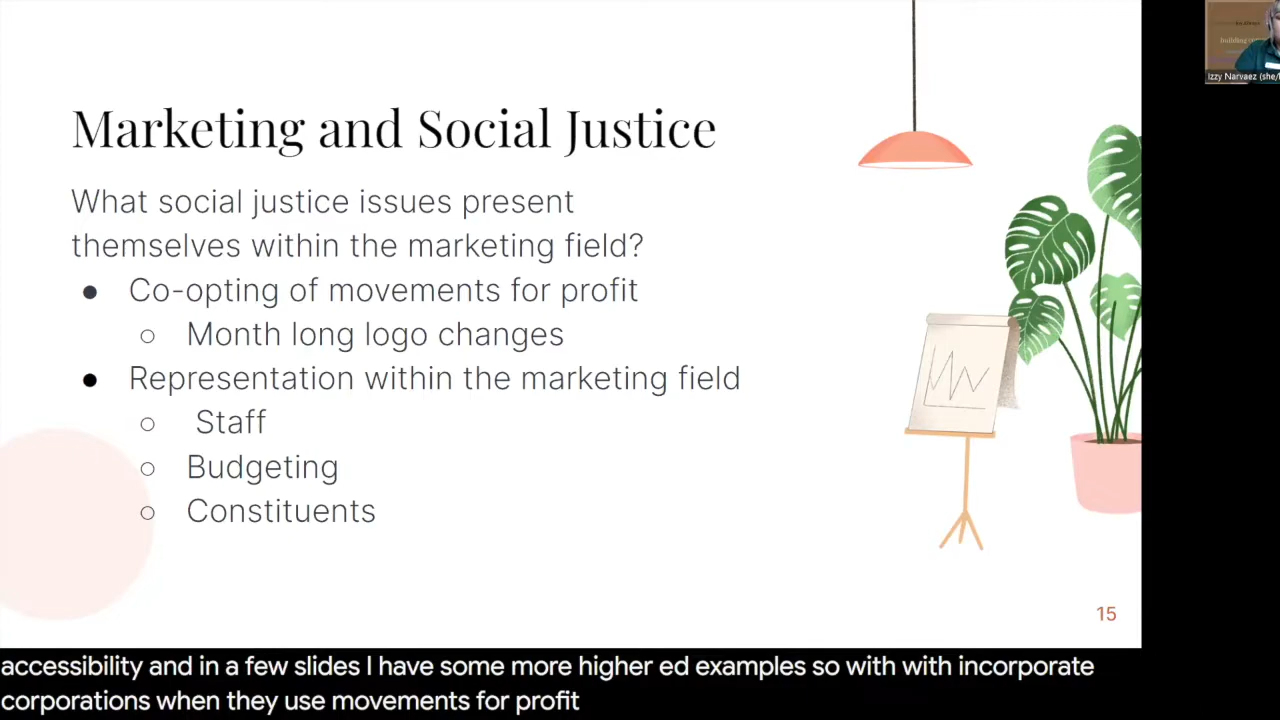 Marketing and Social Justice
What social justice issues present
themselves within the marketing field?
● Co-opting of movements for profit
○ Month long logo changes
● Representation within the marketing field
○ Staff
○ Budgeting
○ Constituents
15
Izzy Narvaez (she/
accessibility and in a few slides I have some more higher ed examples so with with incorporate
corporations when they use movements for profit